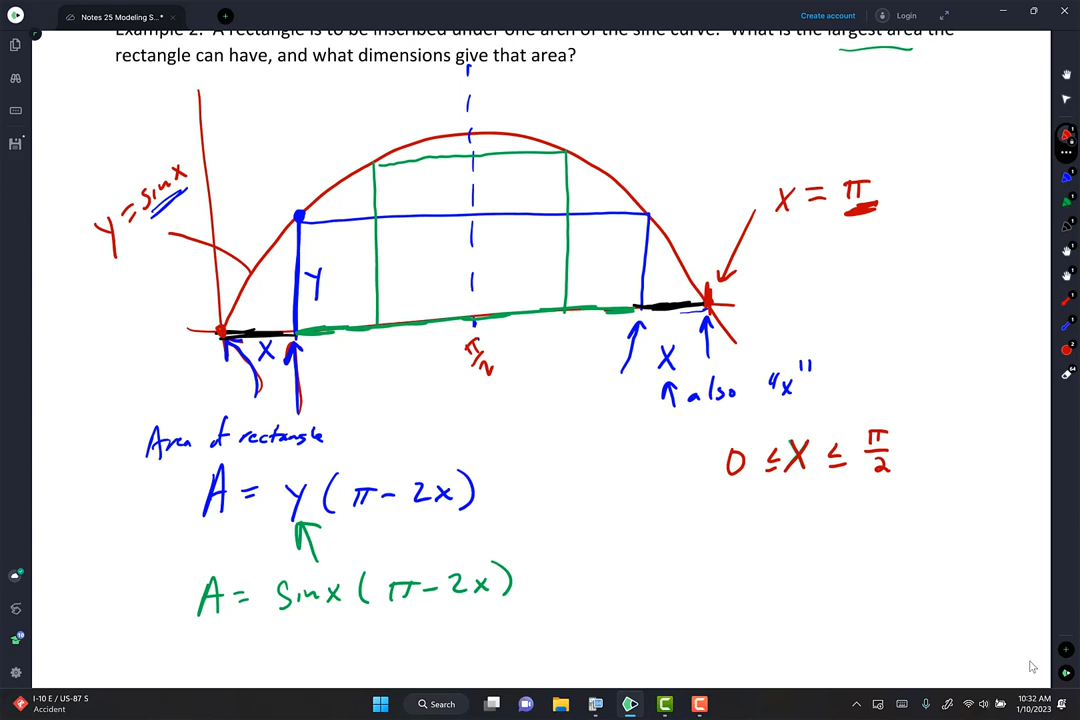 Notes 25 Modeling S...*
Create account
Login
Example 2: A rectangle is to be inscribed under one arch of the sine curve. What is the largest area the
rectangle can have, and what dimensions give that area?
y = sinx
x = π
Y
X
π/2
X
also "x"
Area of rectangle
0 ≤ X ≤ π/2
A = y (π - 2x)
A = sinx (π - 2x)
I-10 E / US-87 S
Accident
Search
10:32 AM
1/10/2023